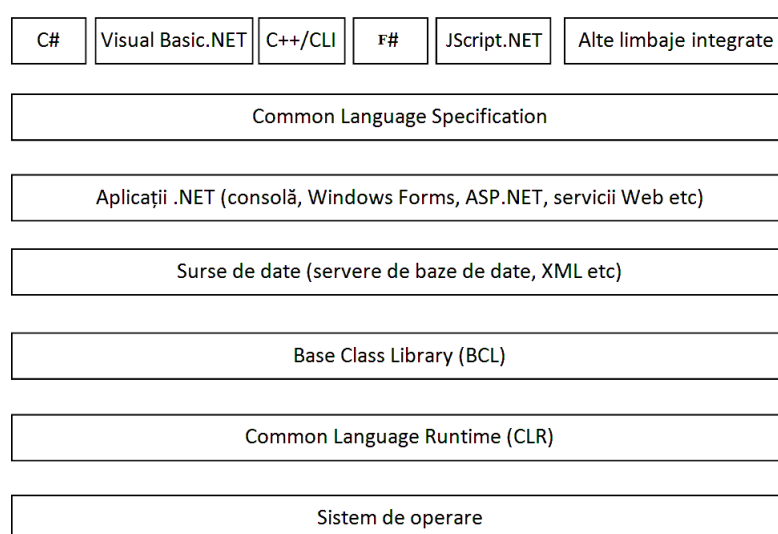 C# Visual Basic.NET C++/CLI F# JScript.NET Alte limbaje integrate
Common Language Specification
Aplicații .NET (consolă, Windows Forms, ASP.NET, servicii Web etc)
Surse de date (servere de baze de date, XML etc)
Base Class Library (BCL)
Common Language Runtime (CLR)
Sistem de operare